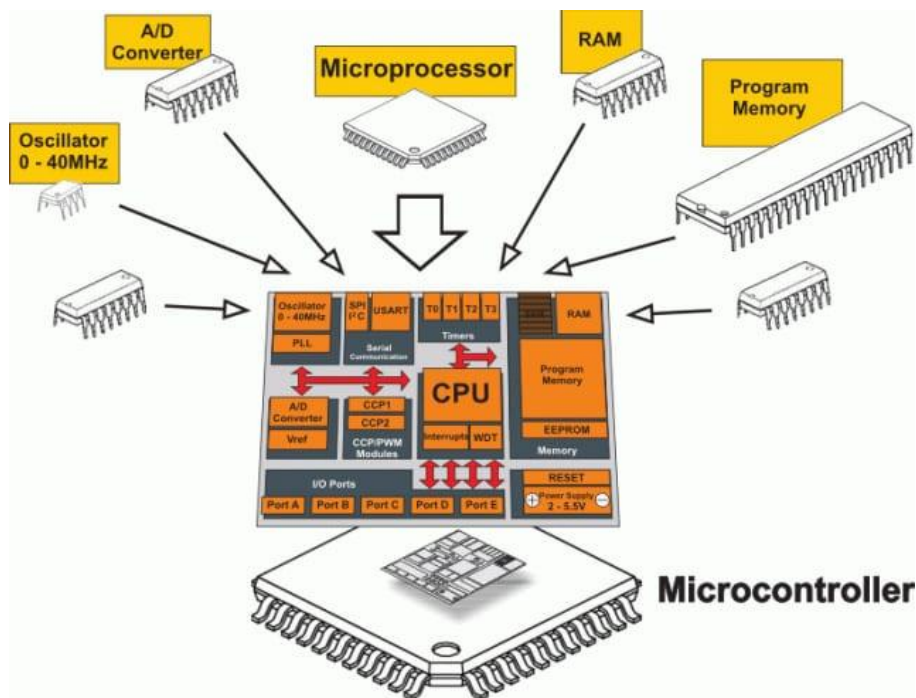 A/D
Converter
Microprocessor
RAM
Program
Memory
Oscillator
0 - 40MHz
Oscillator
0 - 40MHz
PLL
SPI
I²C
USART
Serial
Communication
T0
T1
T2
T3
Timers
RAM
Program
Memory
EEPROM
Memory
CPU
Interrupts
WDT
A/D
Converter
Vref
CCP1
CCP2
CCP/PWM
Modules
I/O Ports
Port A
Port B
Port C
Port D
Port E
RESET
Power Supply
2 - 5.5V
Microcontroller